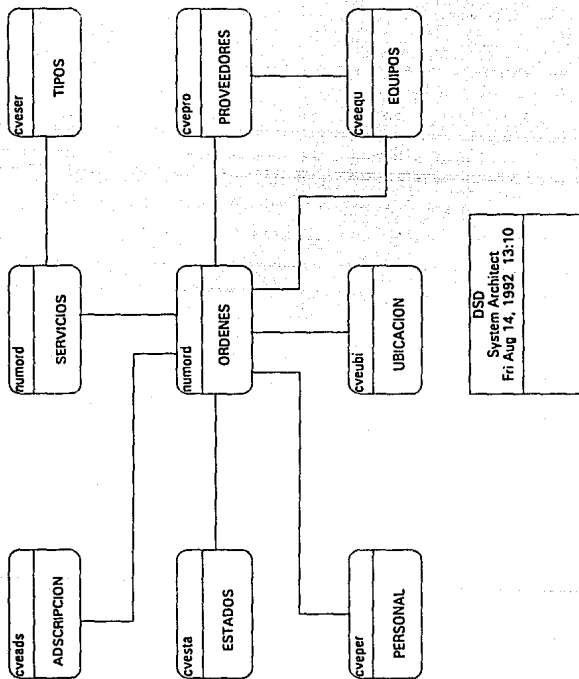 cveads
ADSCRIPCION
numord
SERVICIOS
cveser
TIPOS
cvesta
ESTADOS
numord
ORDENES
cvepro
PROVEEDORES
cveper
PERSONAL
cveubi
UBICACION
cveequ
EQUIPOS
DSD
System Architect
Fri Aug 14, 1992 13:10